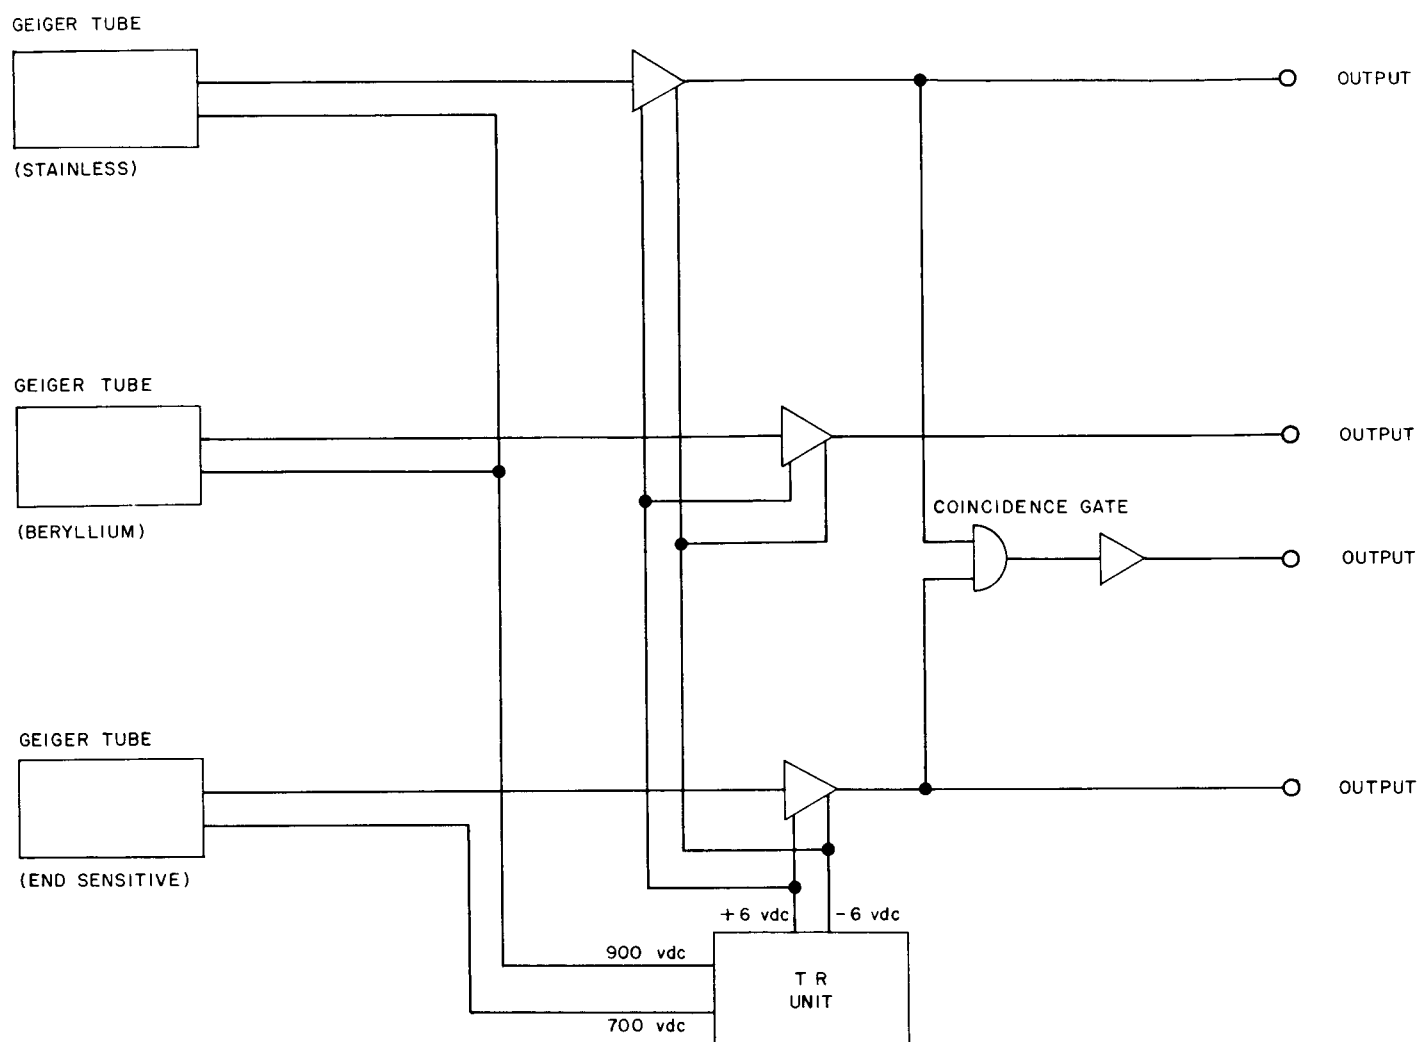 GEIGER TUBE
OUTPUT
(STAINLESS)
GEIGER TUBE
OUTPUT
(BERYLLIUM)
COINCIDENCE GATE
OUTPUT
GEIGER TUBE
OUTPUT
(END SENSITIVE)
+6 vdc
-6 vdc
900 vdc
TR
UNIT
700 vdc